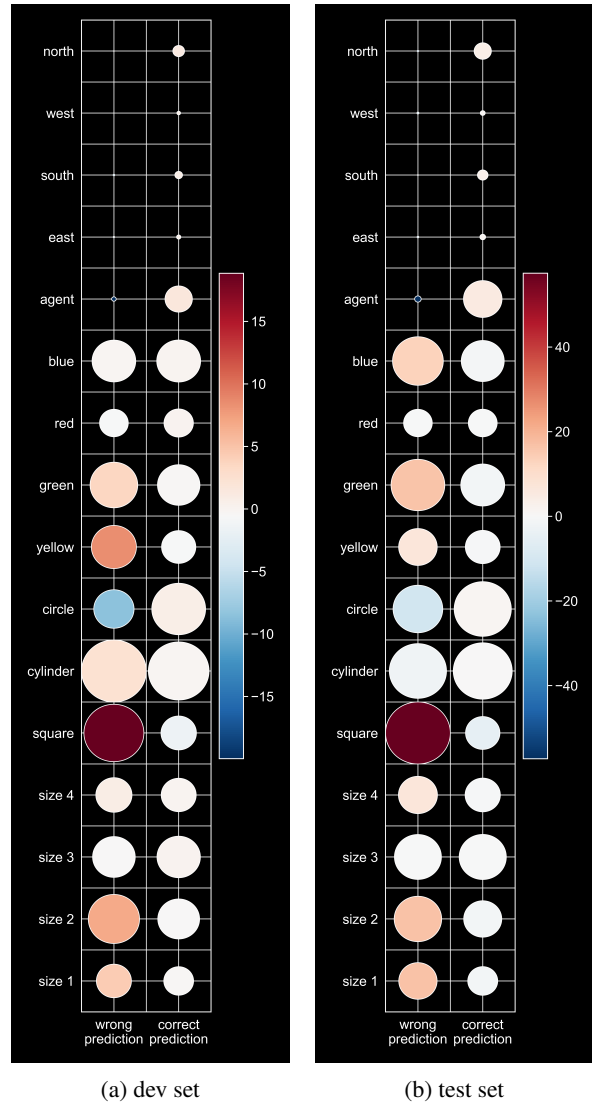 north
west
south
east
agent
blue
red
green
yellow
circle
cylinder
square
size 4
size 3
size 2
size 1
wrong prediction
correct prediction
15
10
5
0
−5
−10
−15
(a) dev set
north
west
south
east
agent
blue
red
green
yellow
circle
cylinder
square
size 4
size 3
size 2
size 1
wrong prediction
correct prediction
40
20
0
−20
−40
(b) test set